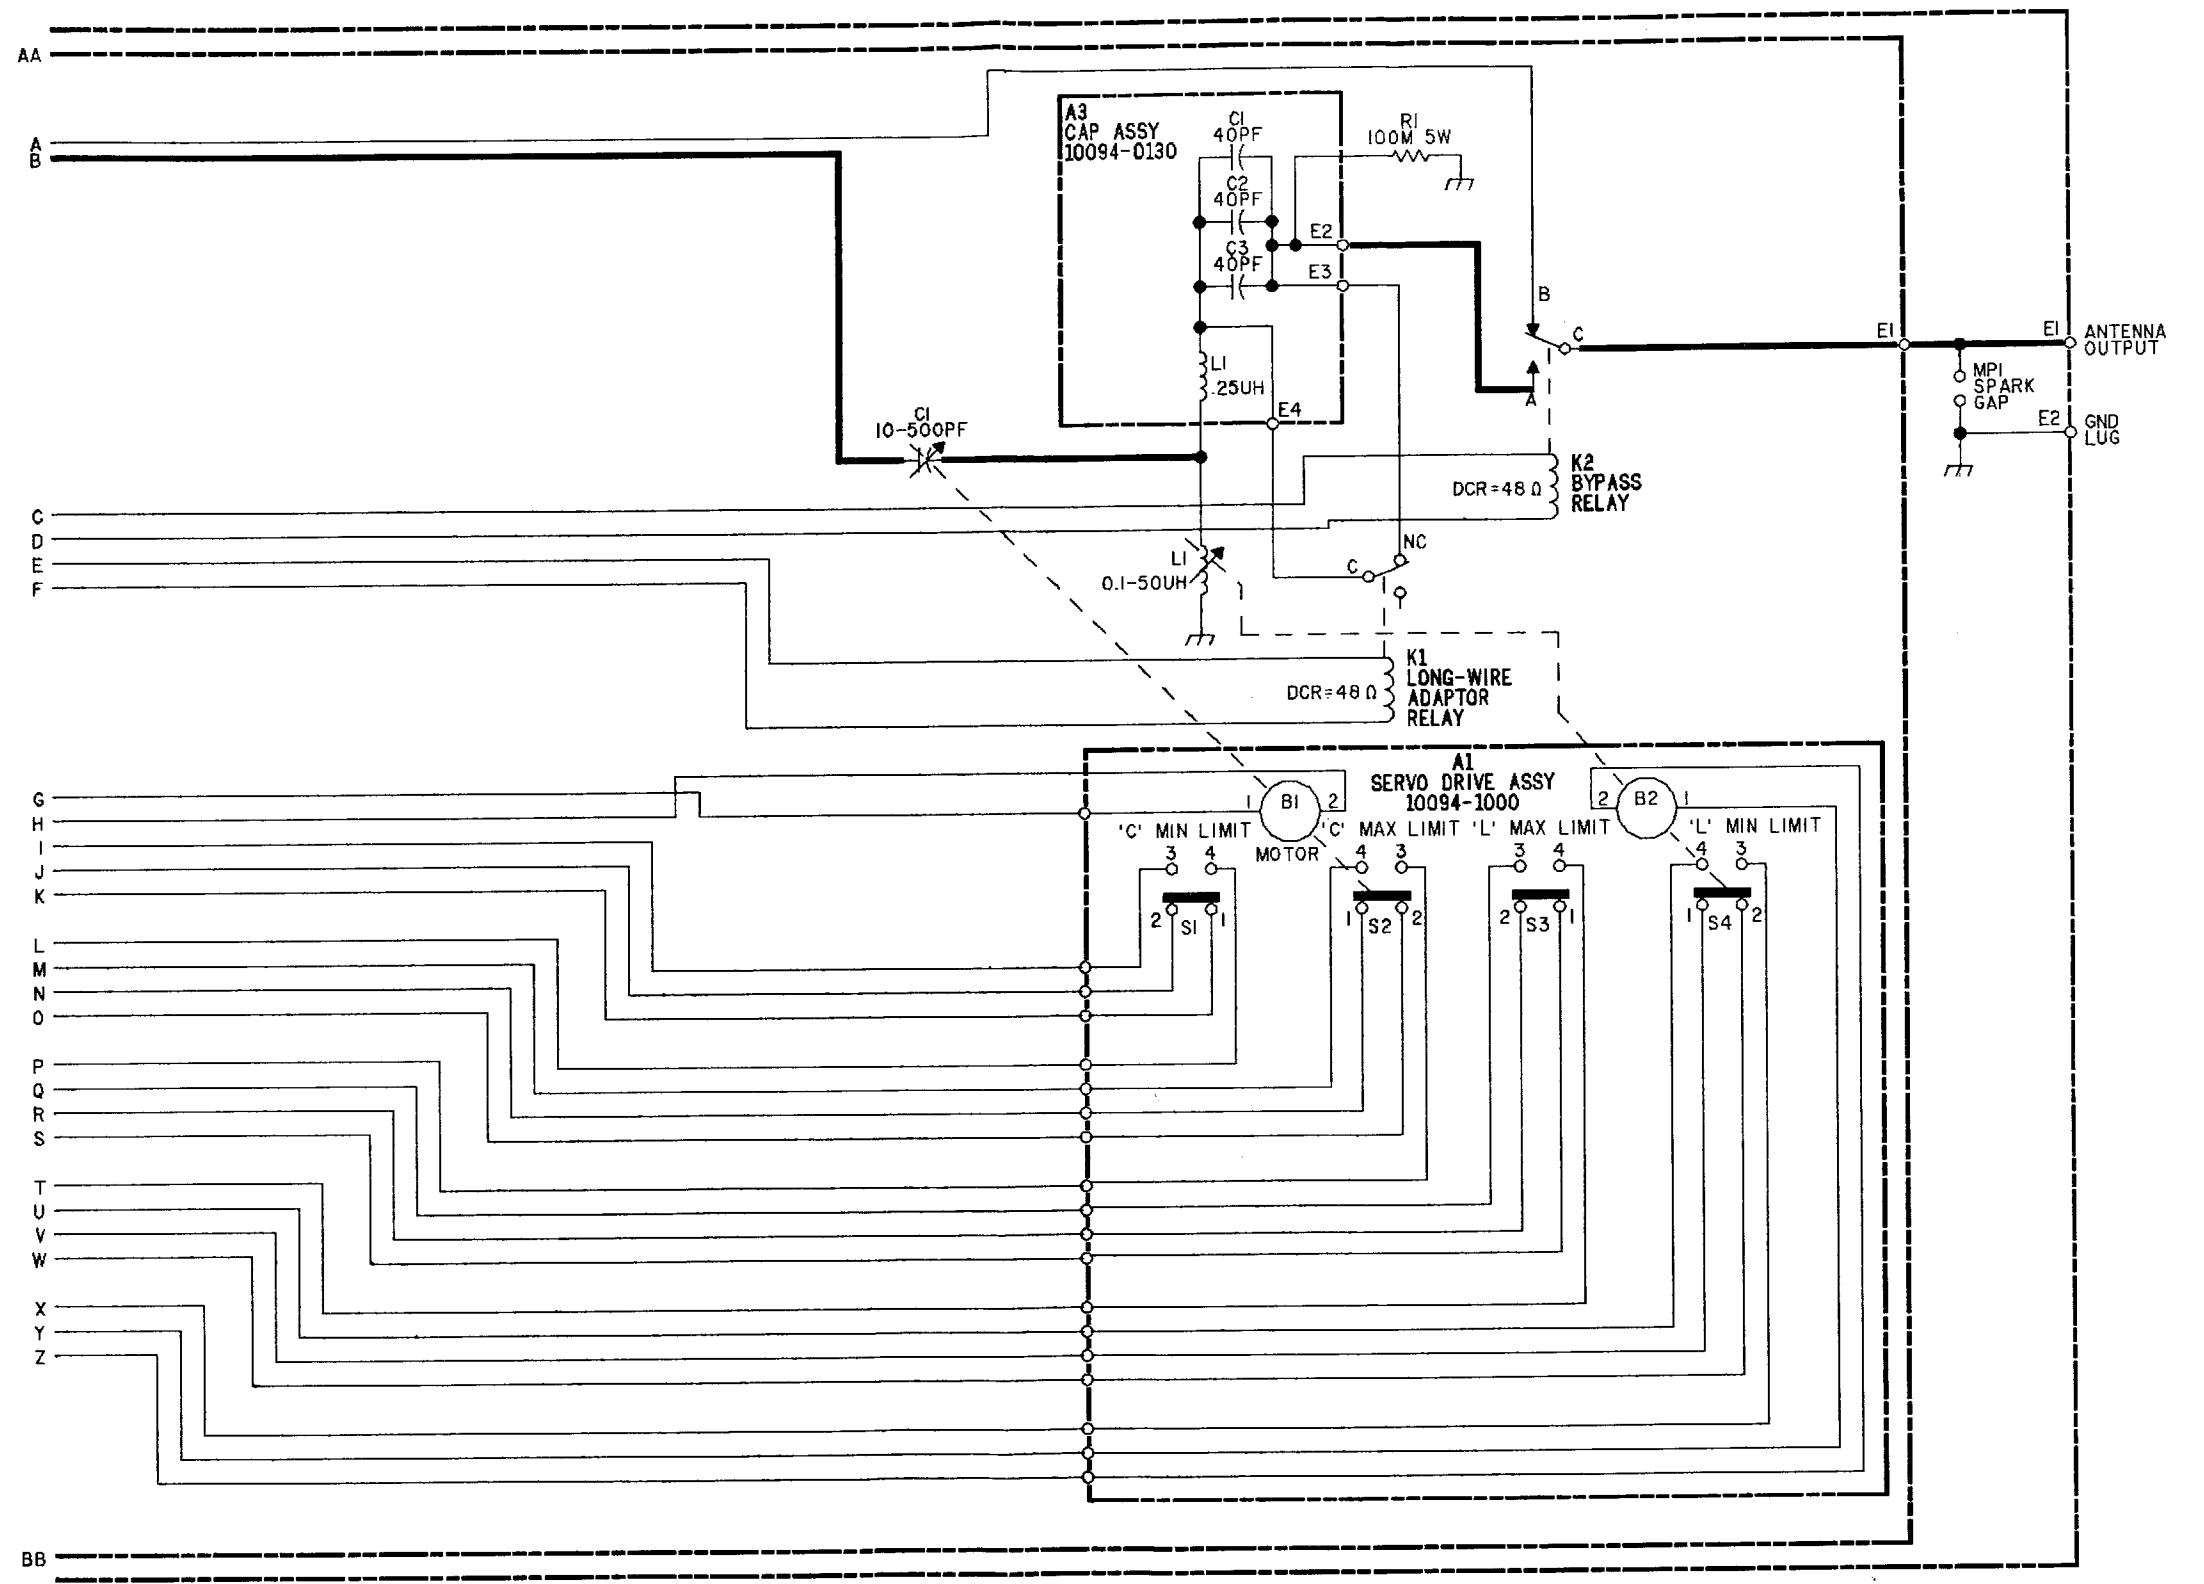 AA
A
B
A3
CAP ASSY
10094-0130
C1
40PF
C2
40PF
C3
40PF
R1
100M 5W
E2
E3
B
C
A
E1
E1
ANTENNA
OUTPUT
MP1
SPARK
GAP
E2
GND
LUG
L1
.25UH
E4
C1
10-500PF
C
D
E
F
DCR=48Ω
K2
BYPASS
RELAY
L1
0.1-50UH
NC
C
DCR=48Ω
K1
LONG-WIRE
ADAPTOR
RELAY
A1
SERVO DRIVE ASSY
10094-1000
G
H
I
J
K
L
M
N
O
P
Q
R
S
T
U
V
W
X
Y
Z
1
B1
2
MOTOR
2
B2
1
'C' MIN LIMIT
'C' MAX LIMIT
'L' MAX LIMIT
'L' MIN LIMIT
3
4
4
3
3
4
4
3
2
S1
1
1
S2
2
2
S3
1
1
S4
2
BB